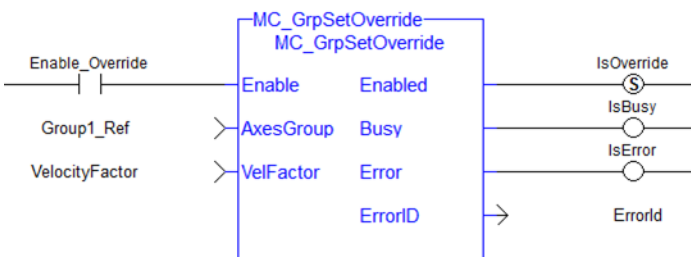 MC_GrpSetOverride
MC_GrpSetOverride
Enable_Override
IsOverride
Enable Enabled
S
IsBusy
Group1_Ref
AxesGroup Busy
IsError
VelocityFactor
VelFactor Error
ErrorID
ErrorId